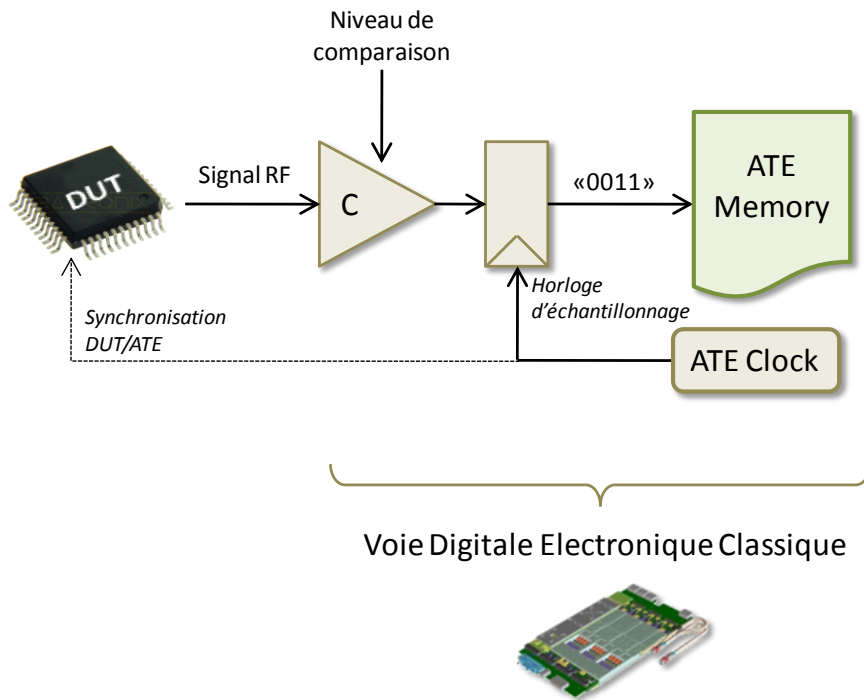 Niveau de
comparaison
DUT
Signal RF
C
«0011»
ATE
Memory
Horloge
d'échantillonnage
Synchronisation
DUT/ATE
ATE Clock
Voie Digitale Electronique Classique